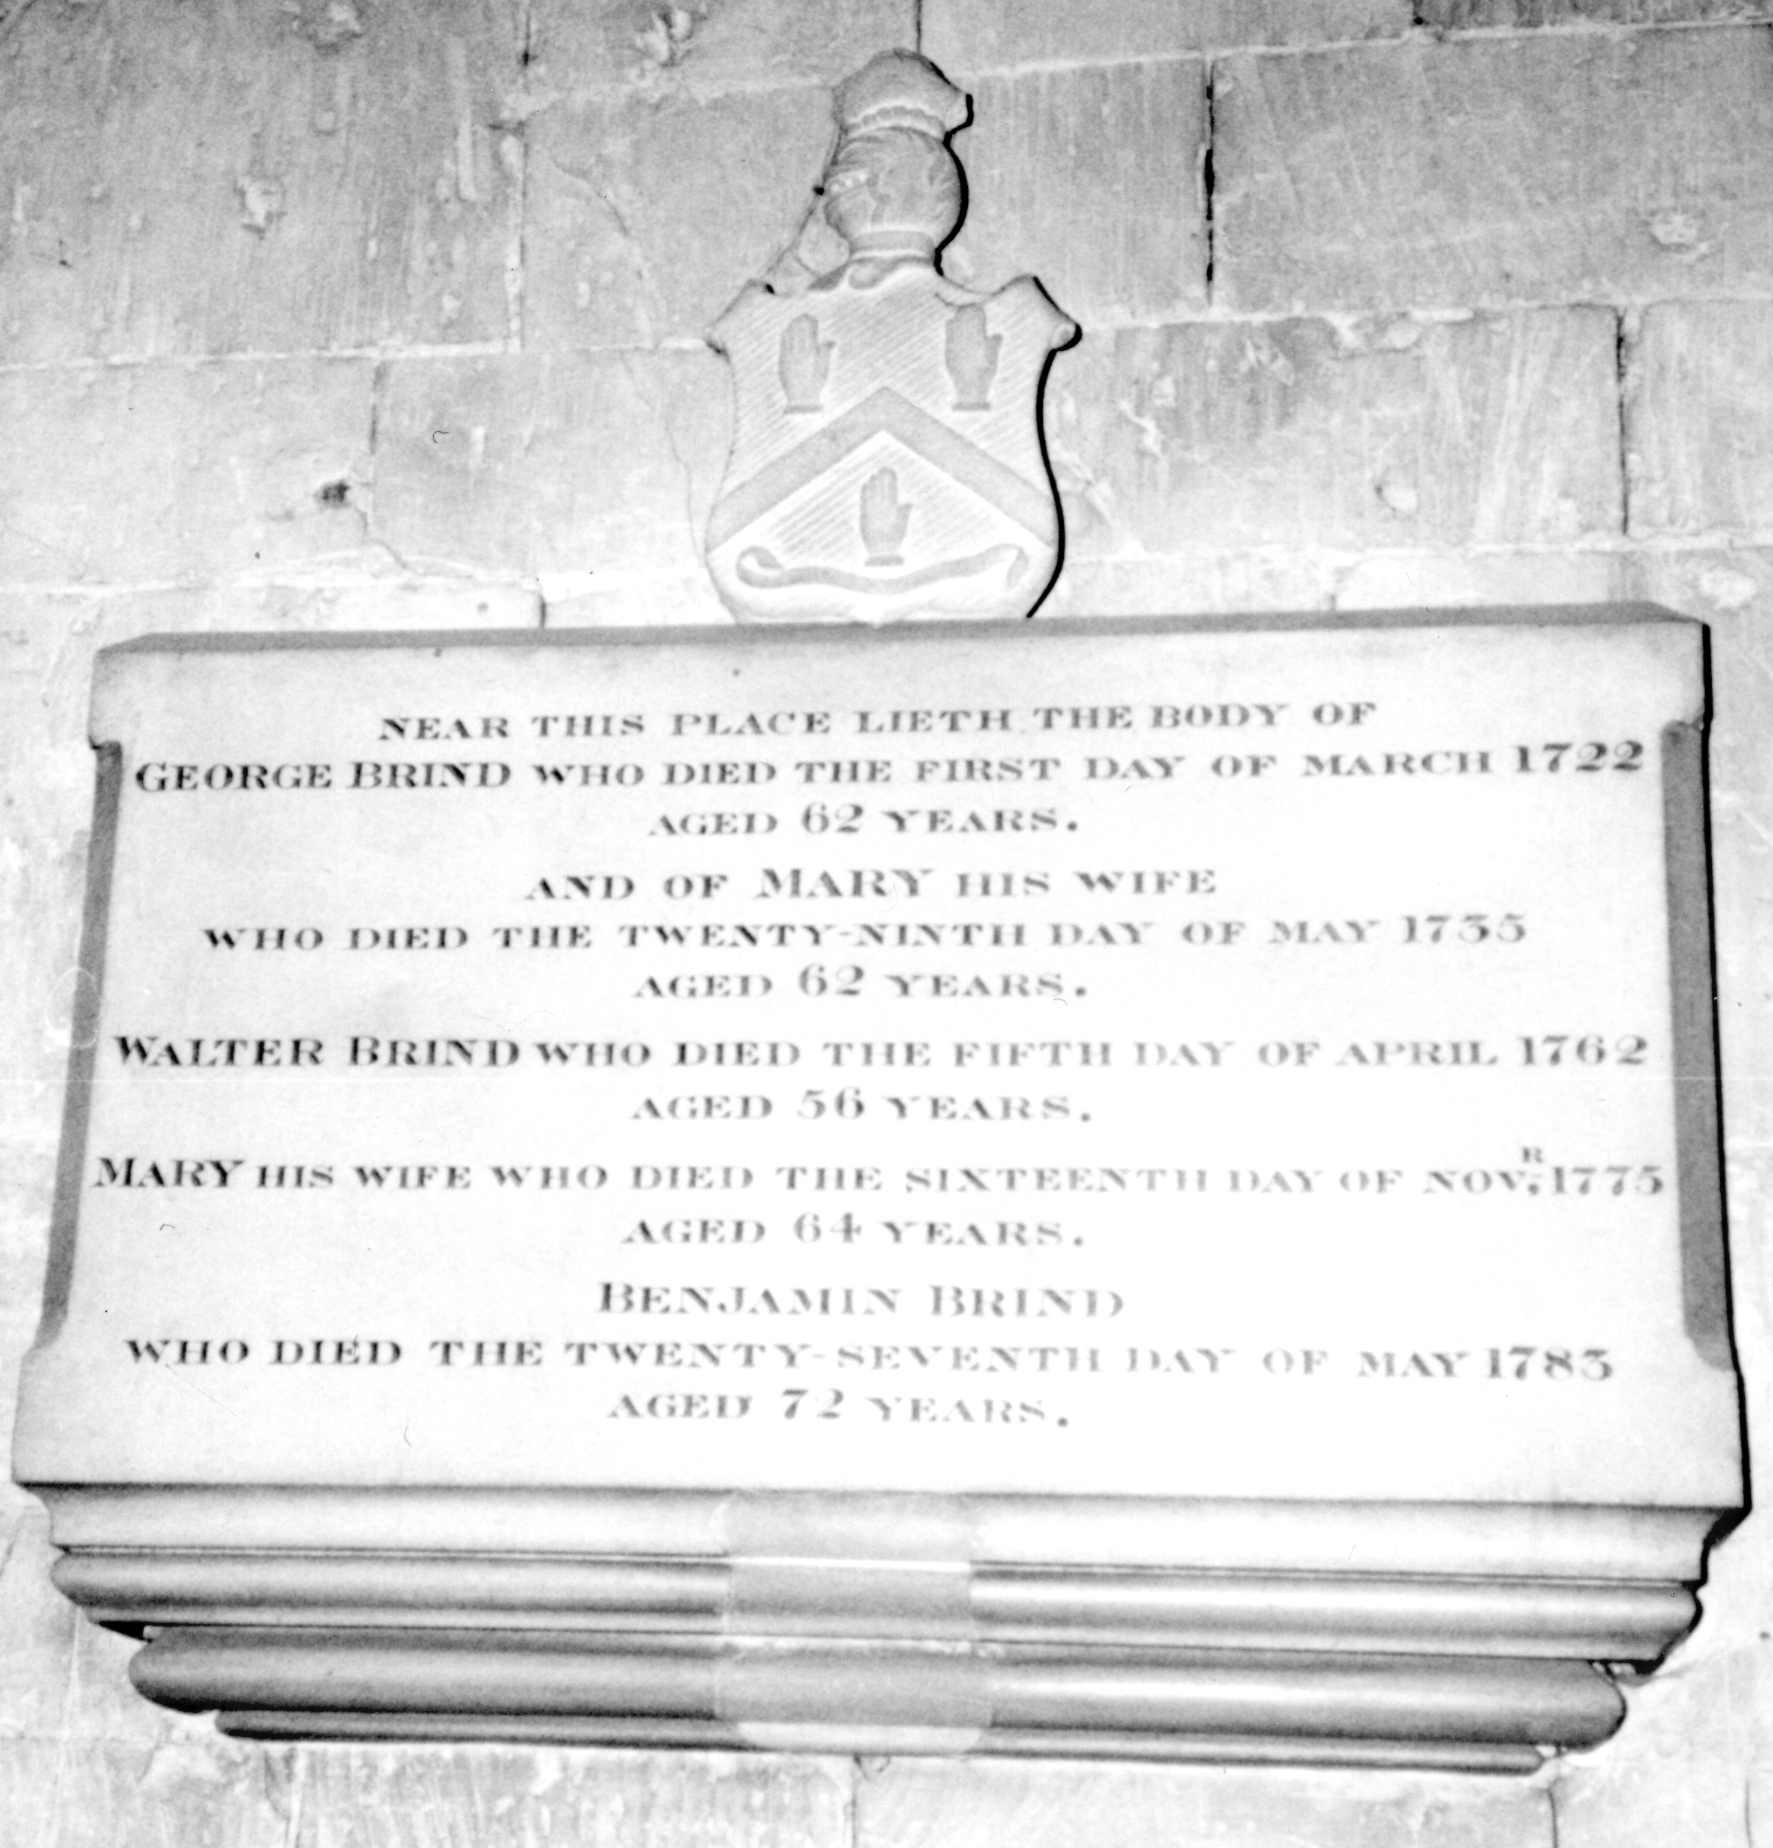 NEAR THIS PLACE LIETH THE BODY OF
GEORGE BRIND WHO DIED THE FIRST DAY OF MARCH 1722
AGED 62 YEARS.
AND OF MARY HIS WIFE
WHO DIED THE TWENTY-NINTH DAY OF MAY 1735
AGED 62 YEARS.
WALTER BRIND WHO DIED THE FIFTH DAY OF APRIL 1762
AGED 56 YEARS.
MARY HIS WIFE WHO DIED THE SIXTEENTH DAY OF NOV,R 1775
AGED 64 YEARS.
BENJAMIN BRIND
WHO DIED THE TWENTY-SEVENTH DAY OF MAY 1783
AGED 72 YEARS.